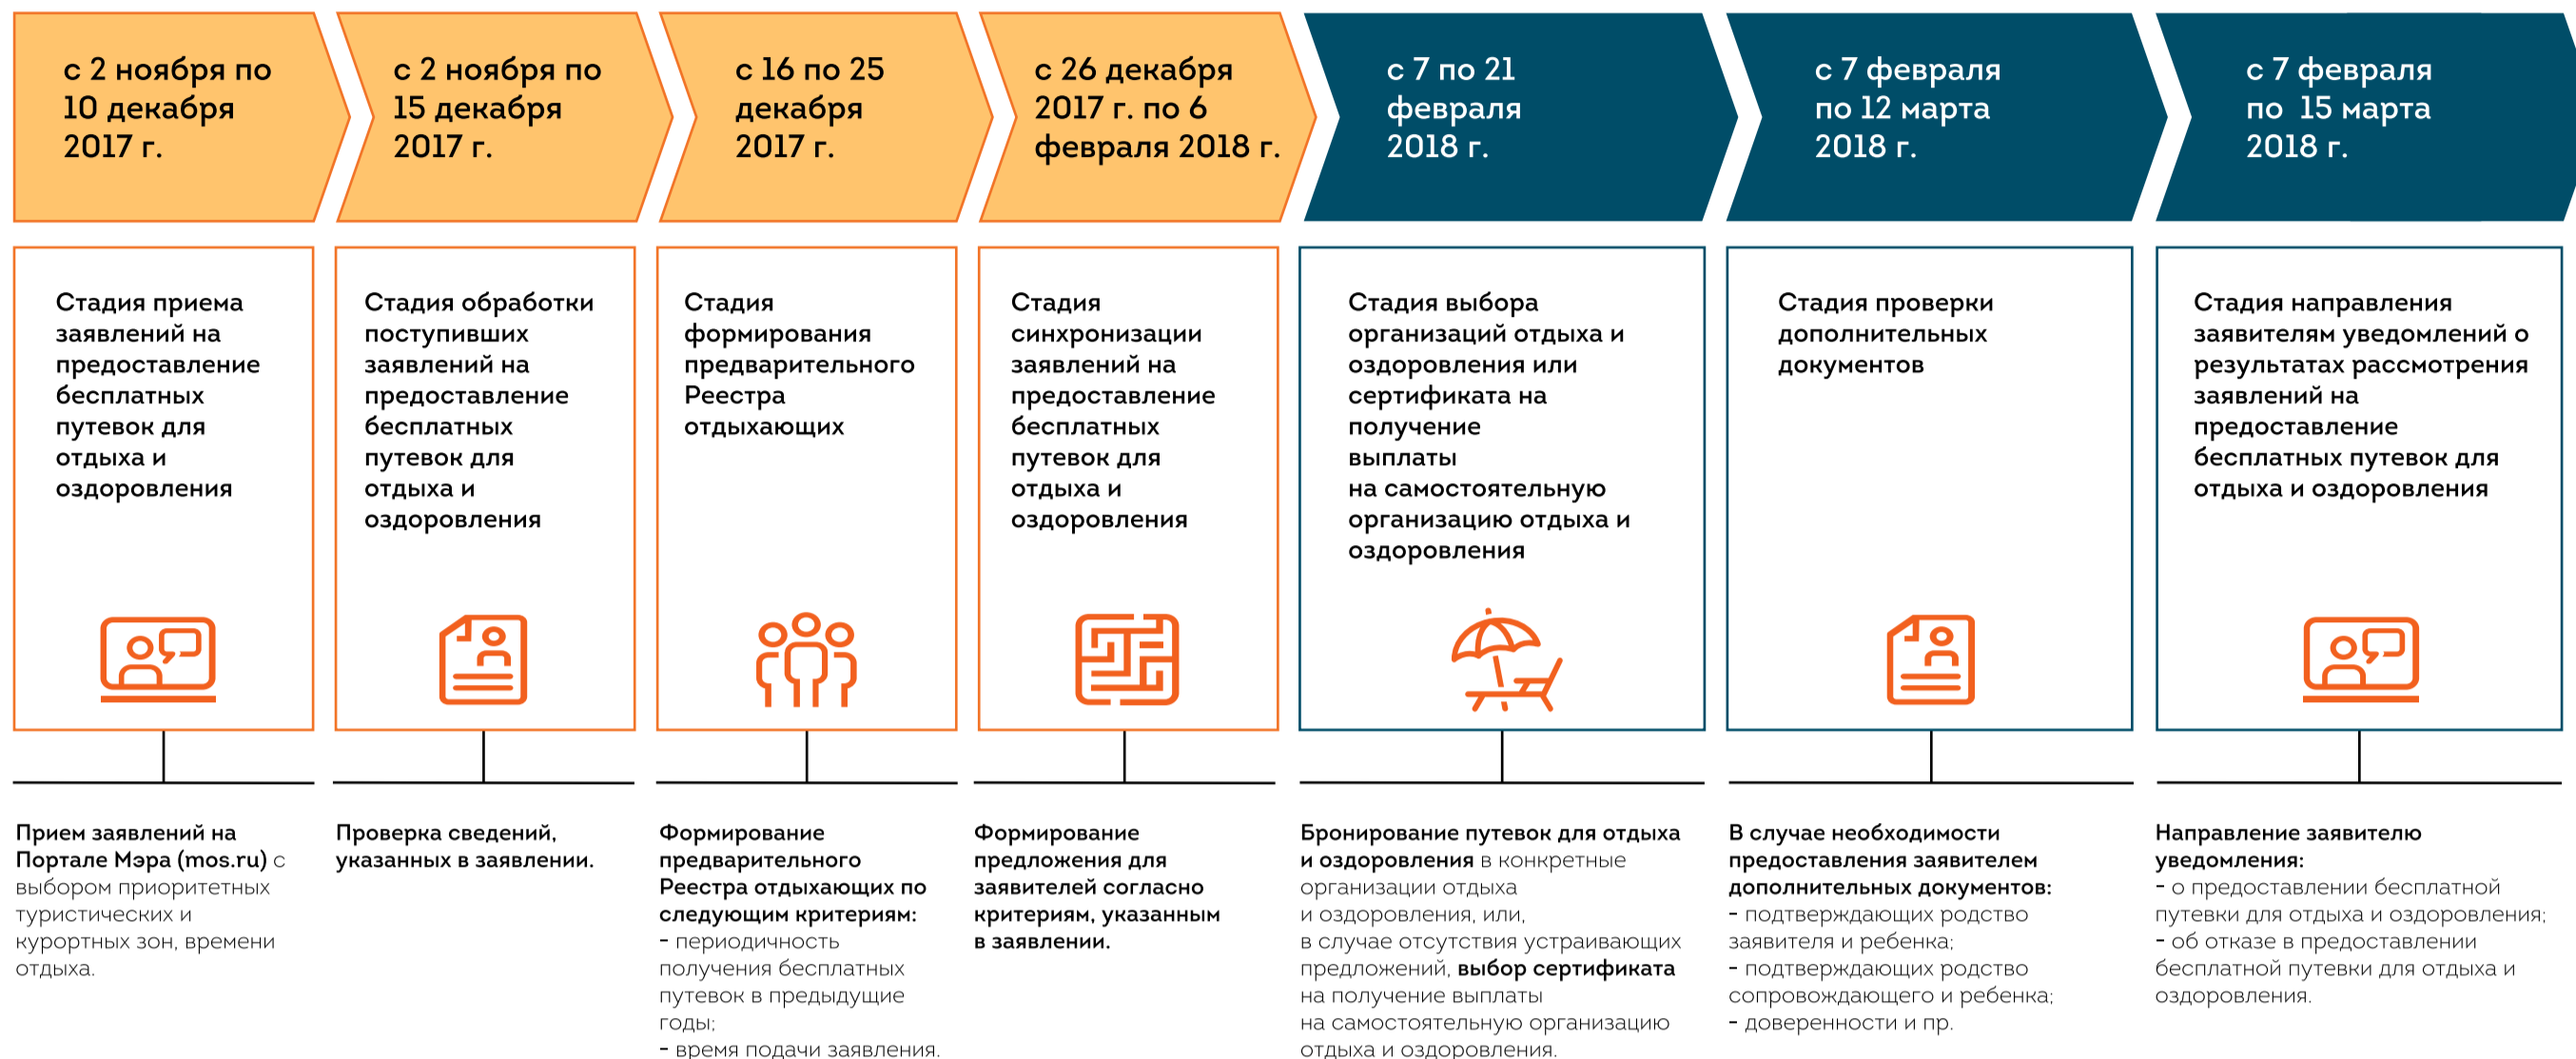 с 2 ноября по
10 декабря
2017 г.
с 2 ноября по
15 декабря
2017 г.
с 16 по 25
декабря
2017 г.
с 26 декабря
2017 г. по 6
февраля 2018 г.
с 7 по 21
февраля
2018 г.
с 7 февраля
по 12 марта
2018 г.
с 7 февраля
по 15 марта
2018 г.
Стадия приема
заявлений на
предоставление
бесплатных
путевок для
отдыха и
оздоровления
Стадия обработки
поступивших
заявлений на
предоставление
бесплатных
путевок для
отдыха и
оздоровления
Стадия
формирования
предварительного
Реестра
отдыхающих
Стадия
синхронизации
заявлений на
предоставление
бесплатных
путевок для
отдыха и
оздоровления
Стадия выбора
организаций отдыха и
оздоровления или
сертификата на
получение
выплаты
на самостоятельную
организацию отдыха и
оздоровления
Стадия проверки
дополнительных
документов
Стадия направления
заявителям уведомлений о
результатах рассмотрения
заявлений на
предоставление
бесплатных путевок для
отдыха и оздоровления
Прием заявлений на
Портале Мэра (mos.ru) с
выбором приоритетных
туристических и
курортных зон, времени
отдыха.
Проверка сведений,
указанных в заявлении.
Формирование
предварительного
Реестра отдыхающих по
следующим критериям:
- периодичность
получения бесплатных
путевок в предыдущие
годы;
- время подачи заявления.
Формирование
предложения для
заявителей согласно
критериям, указанным
в заявлении.
Бронирование путевок для отдыха
и оздоровления в конкретные
организации отдыха
и оздоровления, или,
в случае отсутствия устраивающих
предложений, выбор сертификата
на получение выплаты
на самостоятельную организацию
отдыха и оздоровления.
В случае необходимости
предоставления заявителем
дополнительных документов:
- подтверждающих родство
заявителя и ребенка;
- подтверждающих родство
сопровождающего и ребенка;
- доверенности и пр.
Направление заявителю
уведомления:
- о предоставлении бесплатной
путевки для отдыха и оздоровления;
- об отказе в предоставлении
бесплатной путевки для отдыха и
оздоровления.